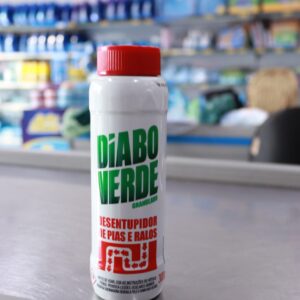 DIABO
VERDE
GRANULADO
DESENTUPIDOR
DE PIAS E RALOS